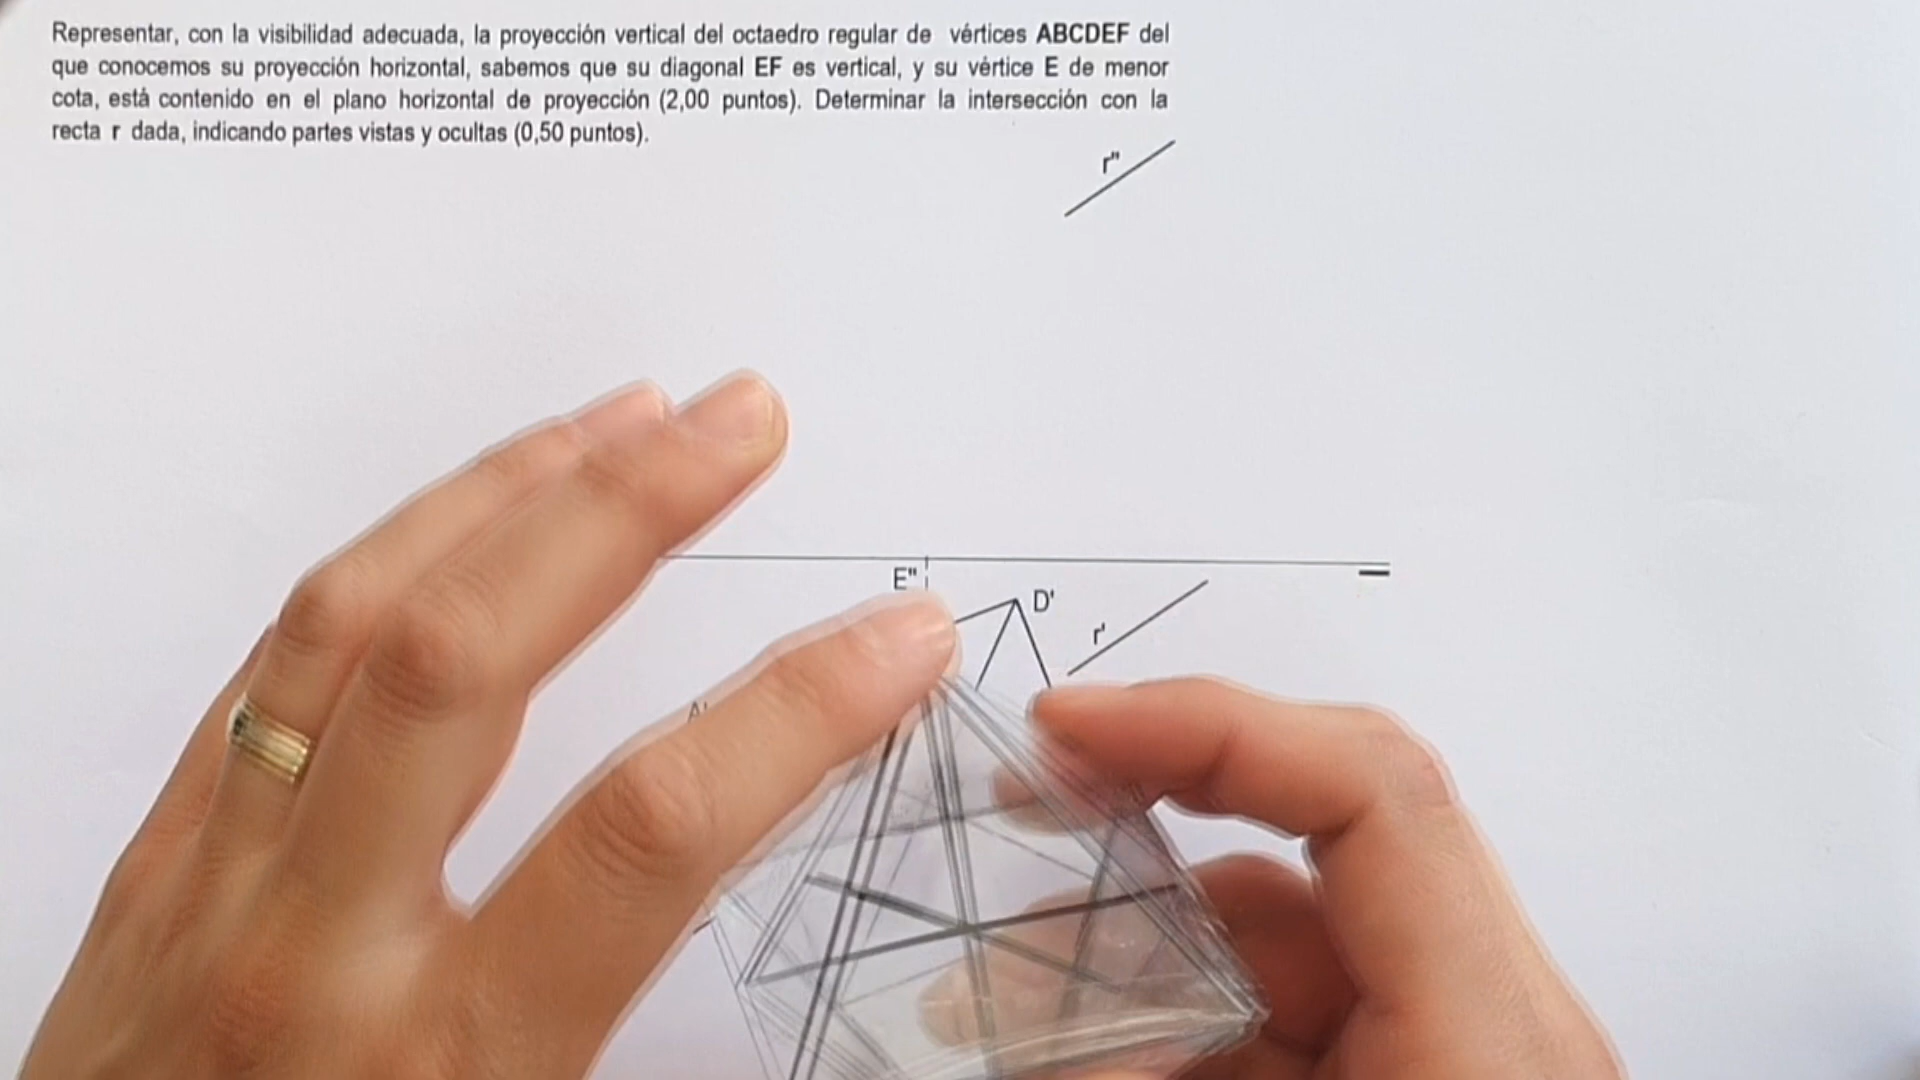 Representar, con la visibilidad adecuada, la proyección vertical del octaedro regular de vértices ABCDEF del
que conocemos su proyección horizontal, sabemos que su diagonal EF es vertical, y su vértice E de menor
cota, está contenido en el plano horizontal de proyección (2,00 puntos). Determinar la intersección con la
recta r dada, indicando partes vistas y ocultas (0,50 puntos).
r"
E"
D'
r'
A'